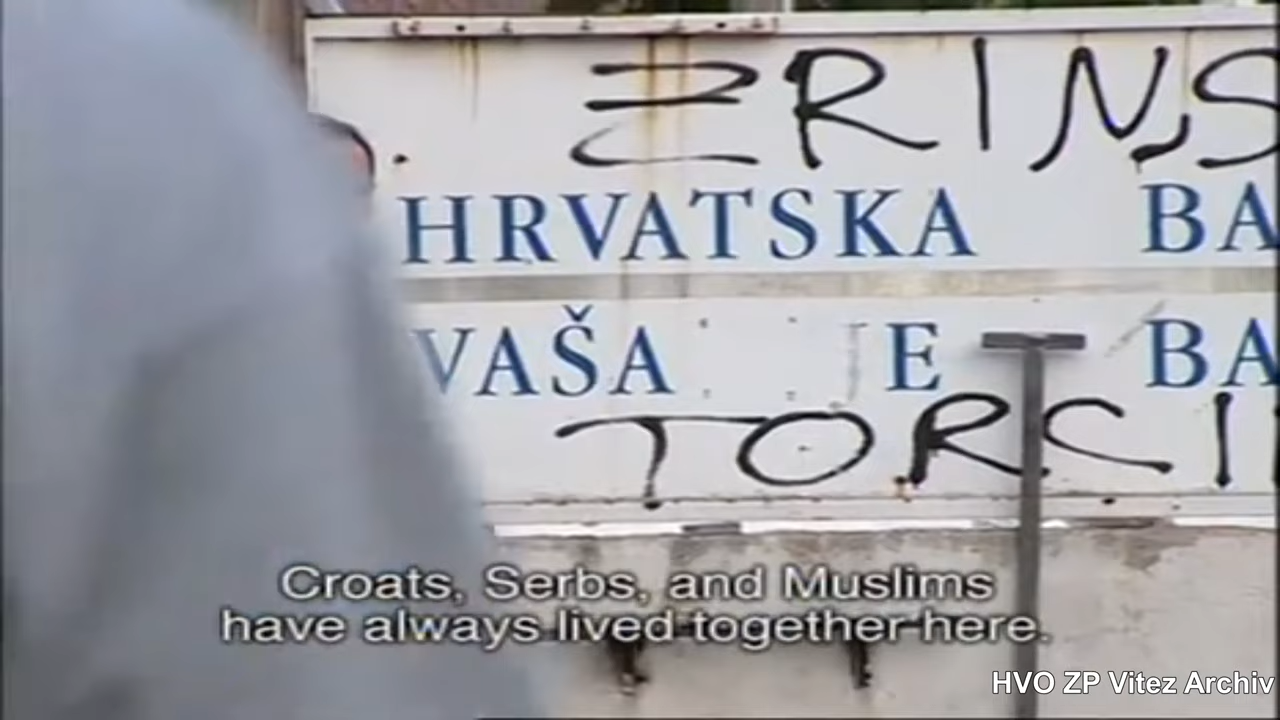 ZRINS
HRVATSKA BA
VAŠA E BA
TORCI
Croats, Serbs, and Muslims
have always lived together here.
HVO ZP Vitez Archiv